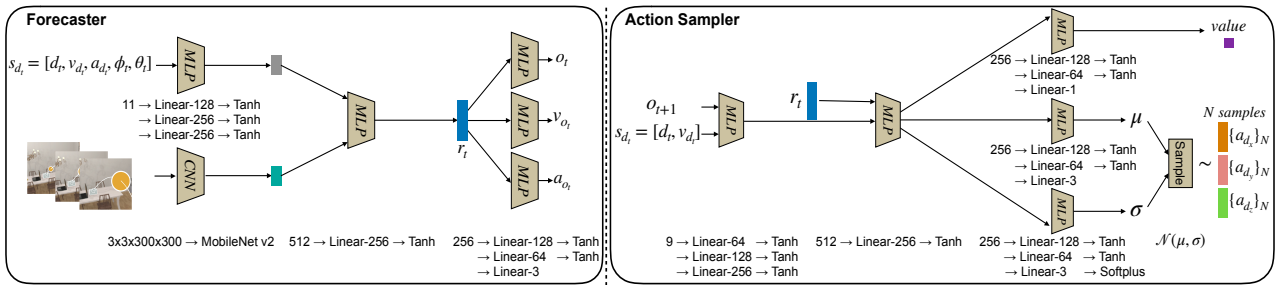 Forecaster
s_{d_t} = [d_t, v_{d_t}, a_{d_t}, ϕ_t, θ_t]
MLP
11 → Linear-128 → Tanh
→ Linear-256 → Tanh
→ Linear-256 → Tanh
CNN
3x3x300x300 → MobileNet v2
MLP
512 → Linear-256 → Tanh
r_t
MLP
o_t
MLP
v_{o_t}
MLP
a_{o_t}
256 → Linear-128 → Tanh
→ Linear-64 → Tanh
→ Linear-3
Action Sampler
o_{t+1}
s_{d_t} = [d_t, v_{d_t}]
MLP
9 → Linear-64 → Tanh
→ Linear-128 → Tanh
→ Linear-256 → Tanh
r_t
MLP
512 → Linear-256 → Tanh
MLP
value
256 → Linear-128 → Tanh
→ Linear-64 → Tanh
→ Linear-1
MLP
μ
256 → Linear-128 → Tanh
→ Linear-64 → Tanh
→ Linear-3
MLP
σ
256 → Linear-128 → Tanh
→ Linear-64 → Tanh
→ Linear-3 → Softplus
Sample
𝒩(μ, σ)
~
N samples
{a_{d_x}}_N
{a_{d_y}}_N
{a_{d_z}}_N